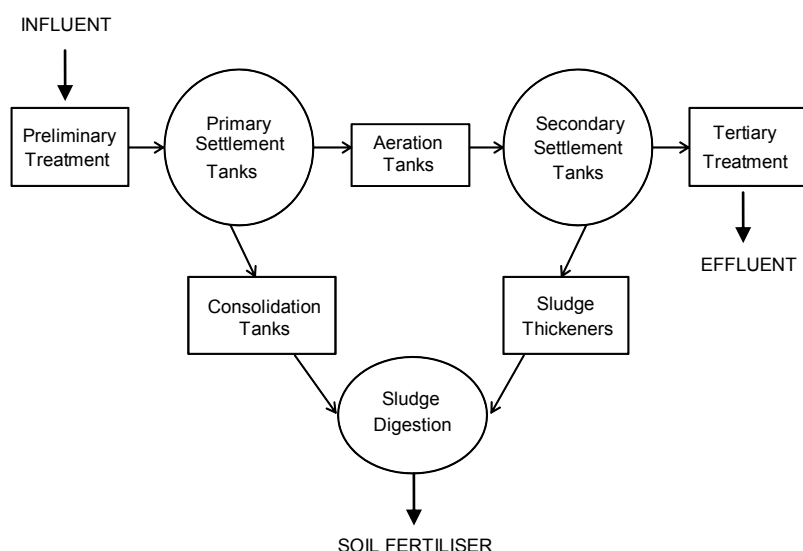 INFLUENT
Preliminary
Treatment
Primary
Settlement
Tanks
Aeration
Tanks
Secondary
Settlement
Tanks
Tertiary
Treatment
EFFLUENT
Consolidation
Tanks
Sludge
Thickeners
Sludge
Digestion
SOIL FERTILISER